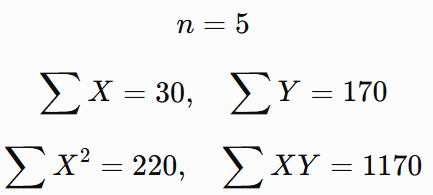 n = 5
∑ X = 30, ∑ Y = 170
∑ X² = 220, ∑ XY = 1170